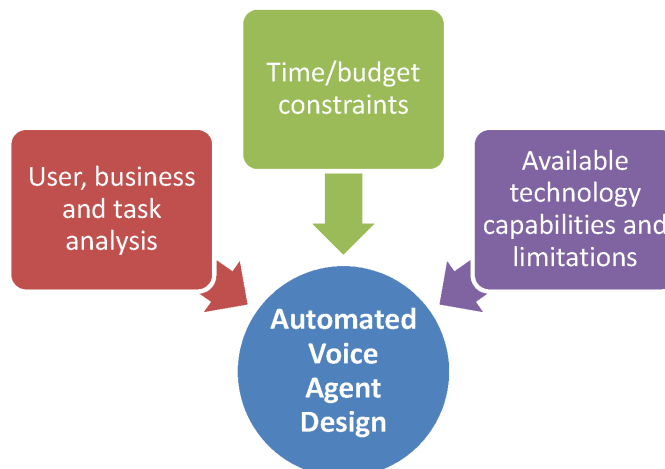 Time/budget
constraints
User, business
and task
analysis
Available
technology
capabilities and
limitations
Automated
Voice
Agent
Design